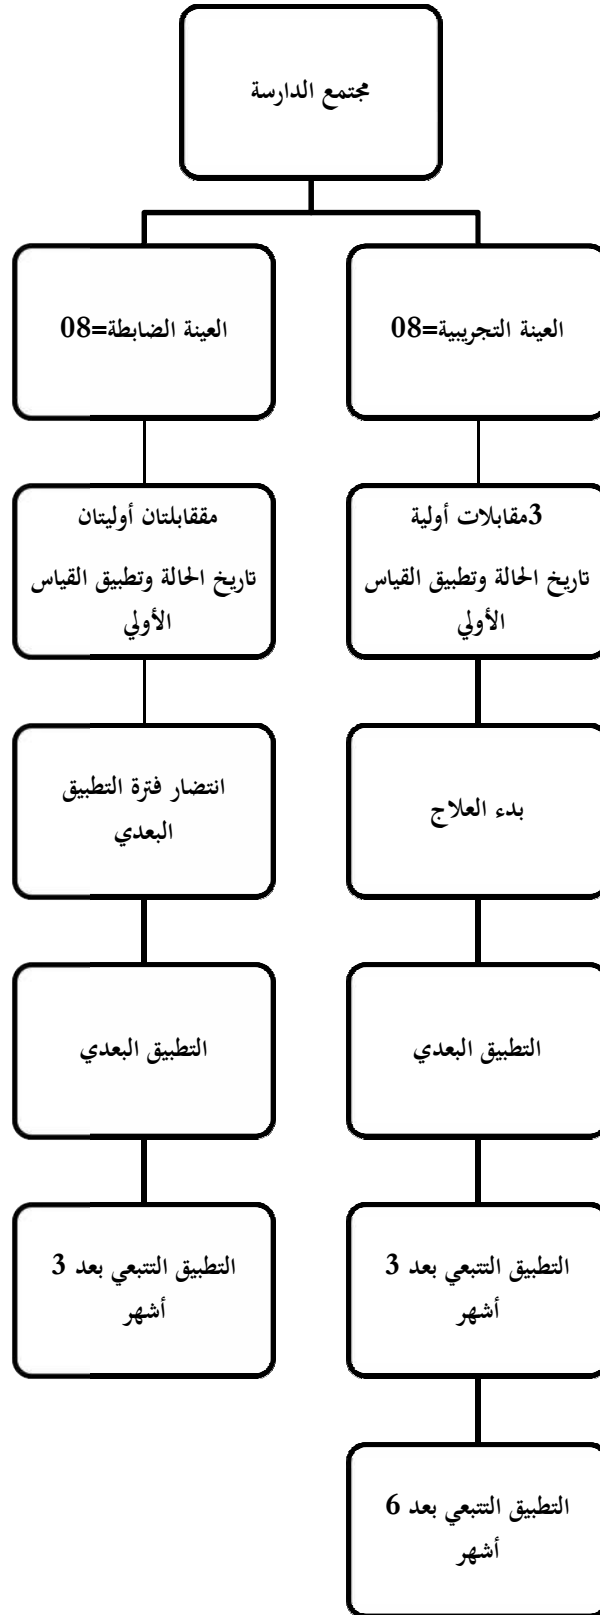 مجتمع الدارسة
العينة التجريبية=08
العينة الضابطة=08
3مقابلات أولية
تاريخ الحالة وتطبيق القياس
الأولي
مققابلتان أوليتان
تاريخ الحالة وتطبيق القياس
الأولي
بدء العلاج
انتضار فترة التطبيق
البعدي
التطبيق البعدي
التطبيق البعدي
التطبيق التتبعي بعد 3
أشهر
التطبيق التتبعي بعد 3
أشهر
التطبيق التتبعي بعد 6
أشهر